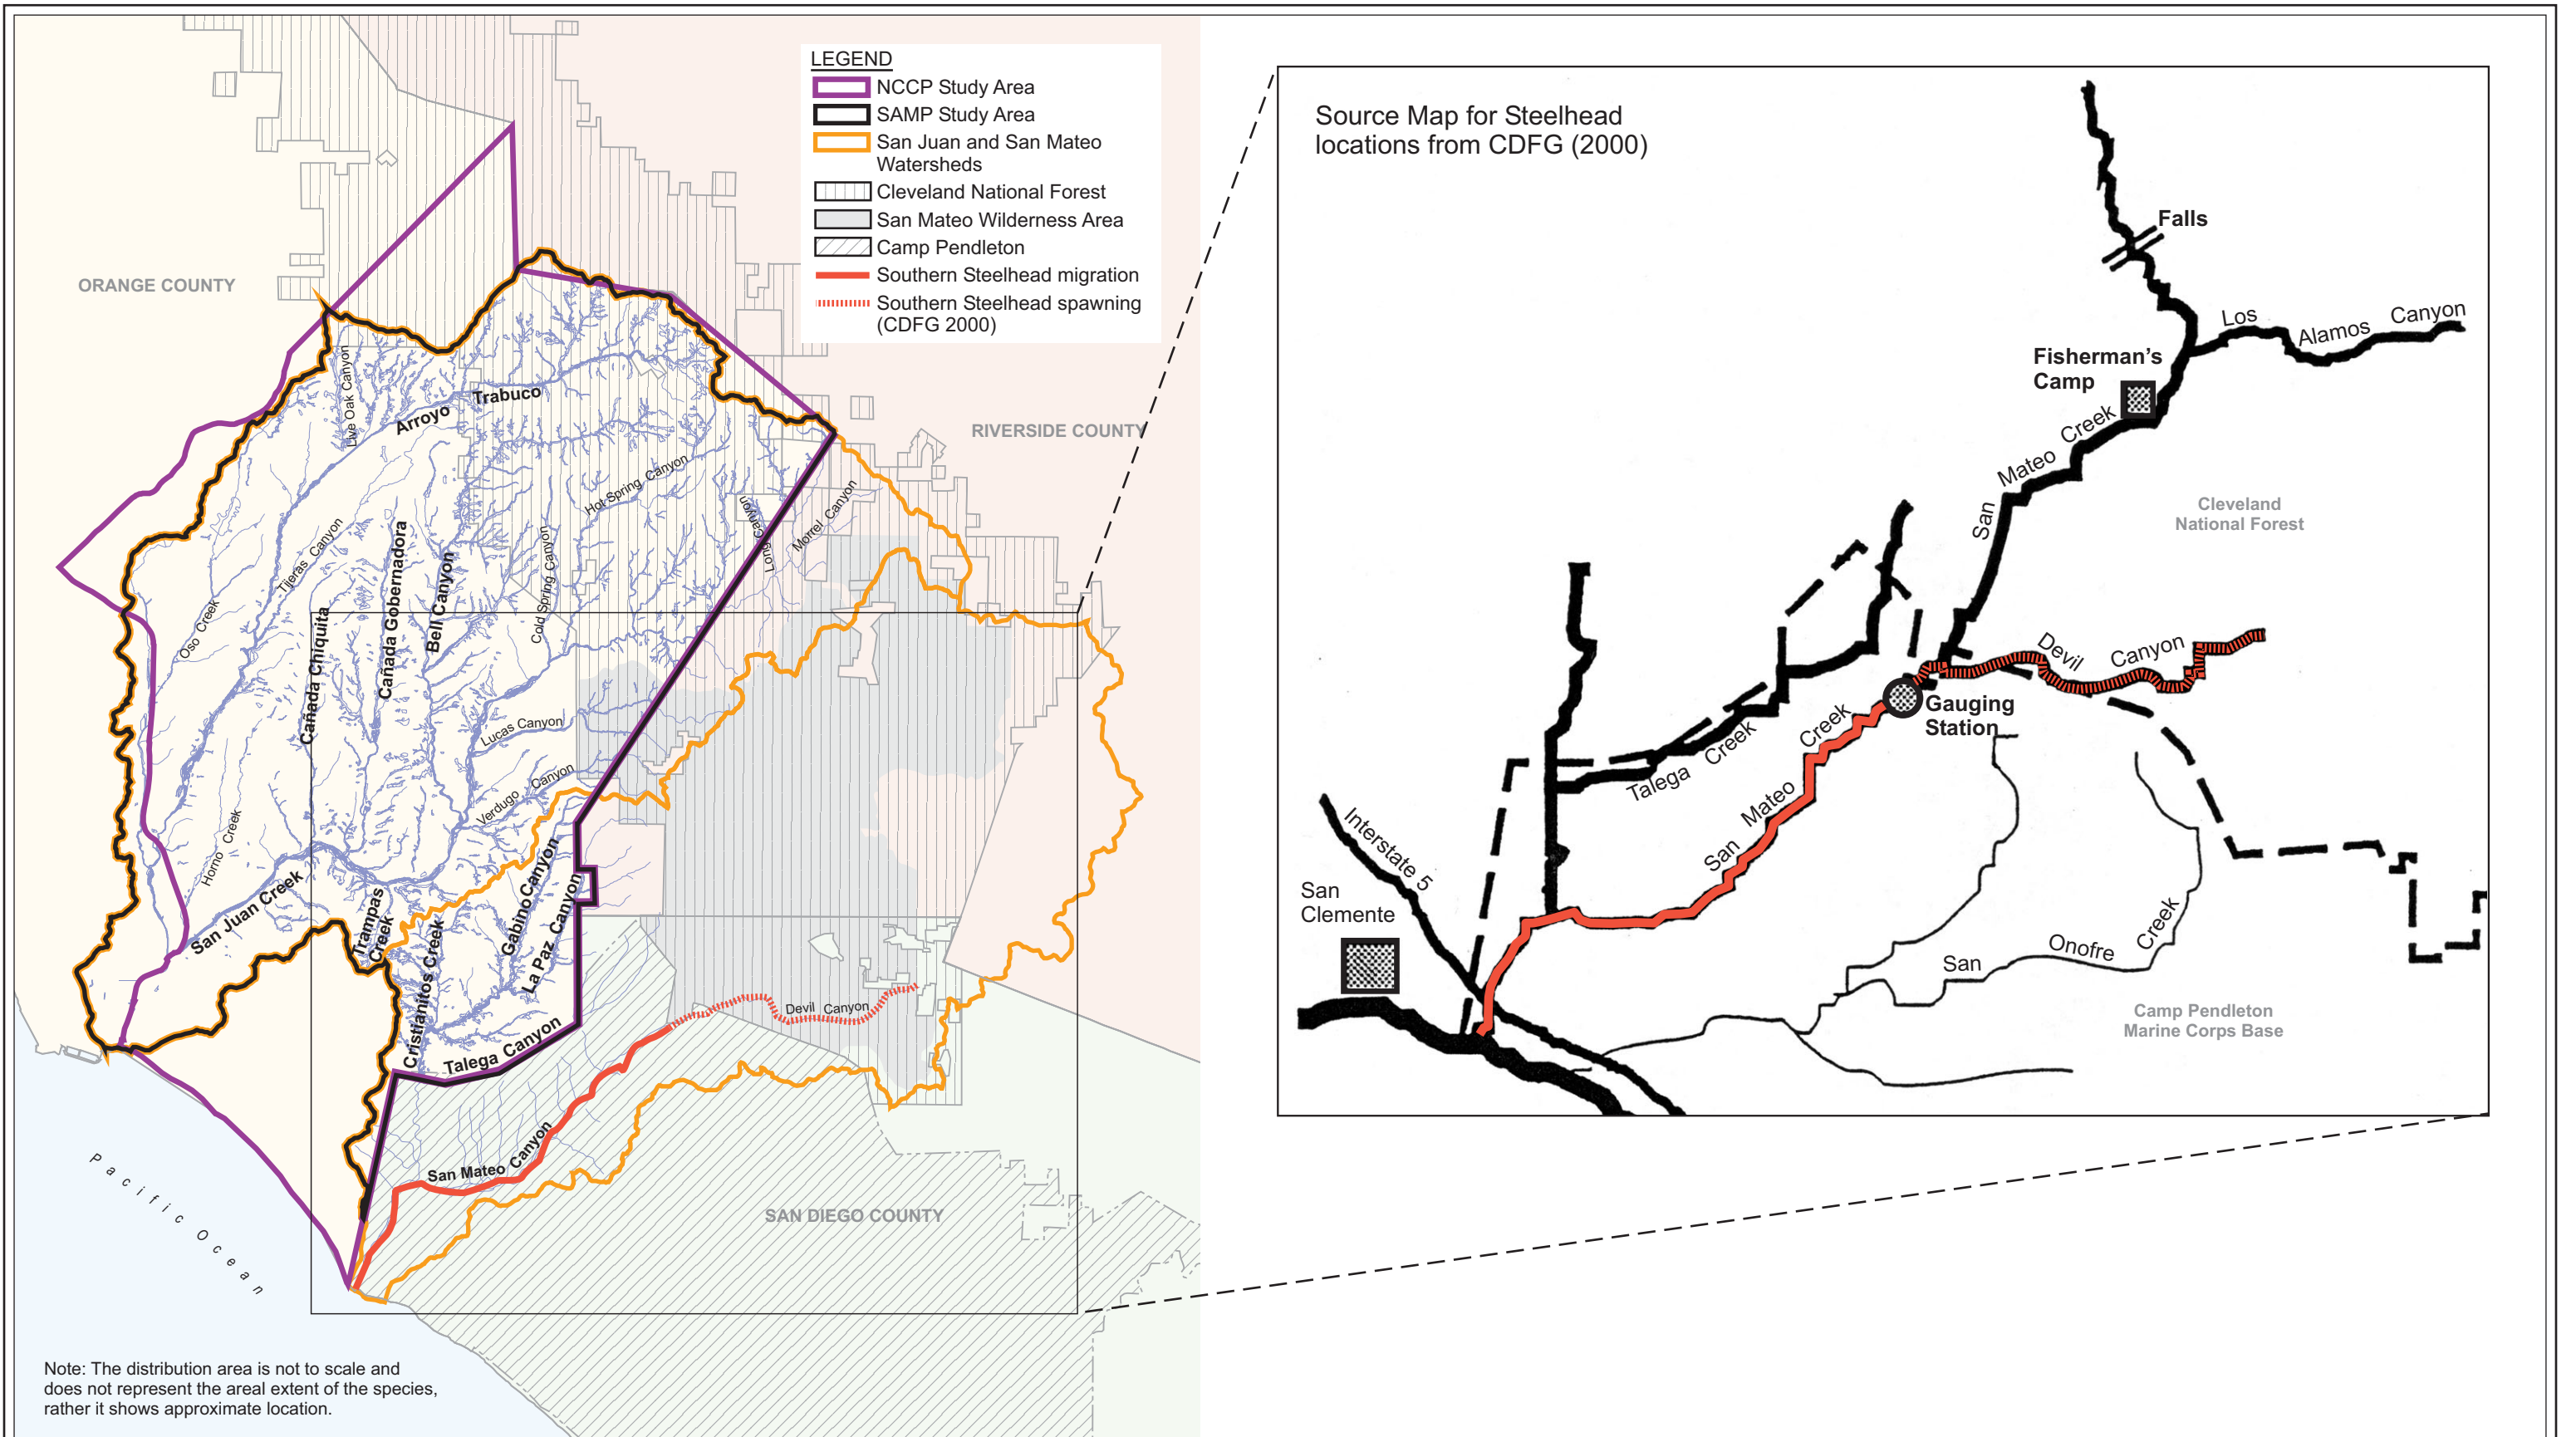 LEGEND
NCCP Study Area
SAMP Study Area
San Juan and San Mateo
Watersheds
Cleveland National Forest
San Mateo Wilderness Area
Camp Pendleton
Southern Steelhead migration
Southern Steelhead spawning
(CDFG 2000)
ORANGE COUNTY
RIVERSIDE COUNTY
SAN DIEGO COUNTY
Live Oak Canyon
Arroyo Trabuco
Hot Spring Canyon
Long Canyon
Morrel Canyon
Tijeras Canyon
Cold Spring Canyon
Oso Creek
Cañada Chiquita
Cañada Gobernadora
Bell Canyon
Lucas Canyon
Verdugo Canyon
Horno Creek
San Juan Creek
Trampas
Creek
Cristianitos Creek
Gabino Canyon
La Paz Canyon
Talega Canyon
Devil Canyon
San Mateo Canyon
Pacific Ocean
Note: The distribution area is not to scale and
does not represent the areal extent of the species,
rather it shows approximate location.
Source Map for Steelhead
locations from CDFG (2000)
Falls
Los Alamos Canyon
Fisherman's
Camp
San Mateo Creek
Cleveland
National Forest
Devil Canyon
Gauging
Station
Talega Creek
San Mateo Creek
Interstate 5
San
Clemente
San Onofre Creek
Camp Pendleton
Marine Corps Base